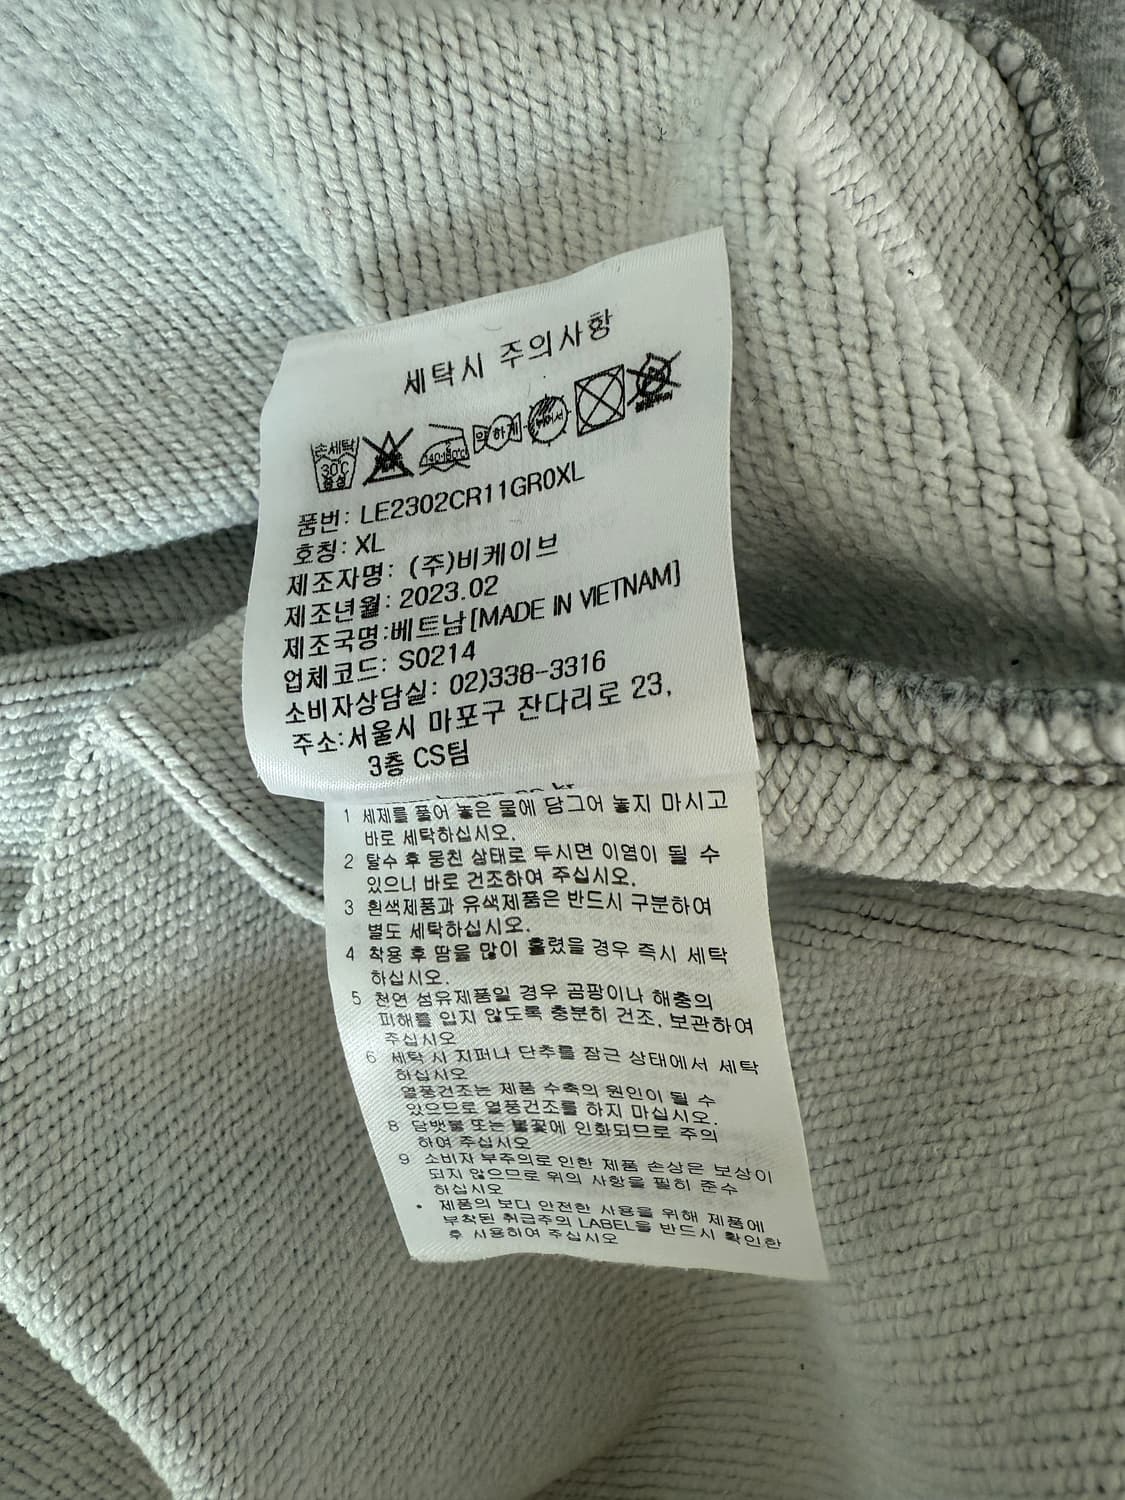 세탁시 주의사항
손세탁 약하게 뉘어서
30℃ 140-160℃
중성
품번: LE2302CR11GR0XL
호칭: XL
제조자명: (주)비케이브
제조년월: 2023.02
제조국명:베트남[MADE IN VIETNAM]
업체코드: S0214
소비자상담실: 02)338-3316
주소:서울시 마포구 잔다리로 23,
3층 CS팀
1 세제를 풀어 놓은 물에 담그어 놓지 마시고
바로 세탁하십시오.
2 탈수 후 뭉친 상태로 두시면 이염이 될 수
있으니 바로 건조하여 주십시오.
3 흰색제품과 유색제품은 반드시 구분하여
별도 세탁하십시오.
4 착용 후 땀을 많이 흘렸을 경우 즉시 세탁
하십시오.
5 천연 섬유제품일 경우 곰팡이나 해충의
피해를 입지 않도록 충분히 건조, 보관하여
주십시오
6 세탁 시 지퍼나 단추를 잠근 상태에서 세탁
하십시오
열풍건조는 제품 수축의 원인이 될 수
있으므로 열풍건조를 하지 마십시오.
8 담뱃불 또는 불꽃에 인화되므로 주의
하여 주십시오
9 소비자 부주의로 인한 제품 손상은 보상이
되지 않으므로 위의 사항을 필히 준수
하십시오
• 제품의 보다 안전한 사용을 위해 제품에
부착된 취급주의 LABEL을 반드시 확인한
후 사용하여 주십시오